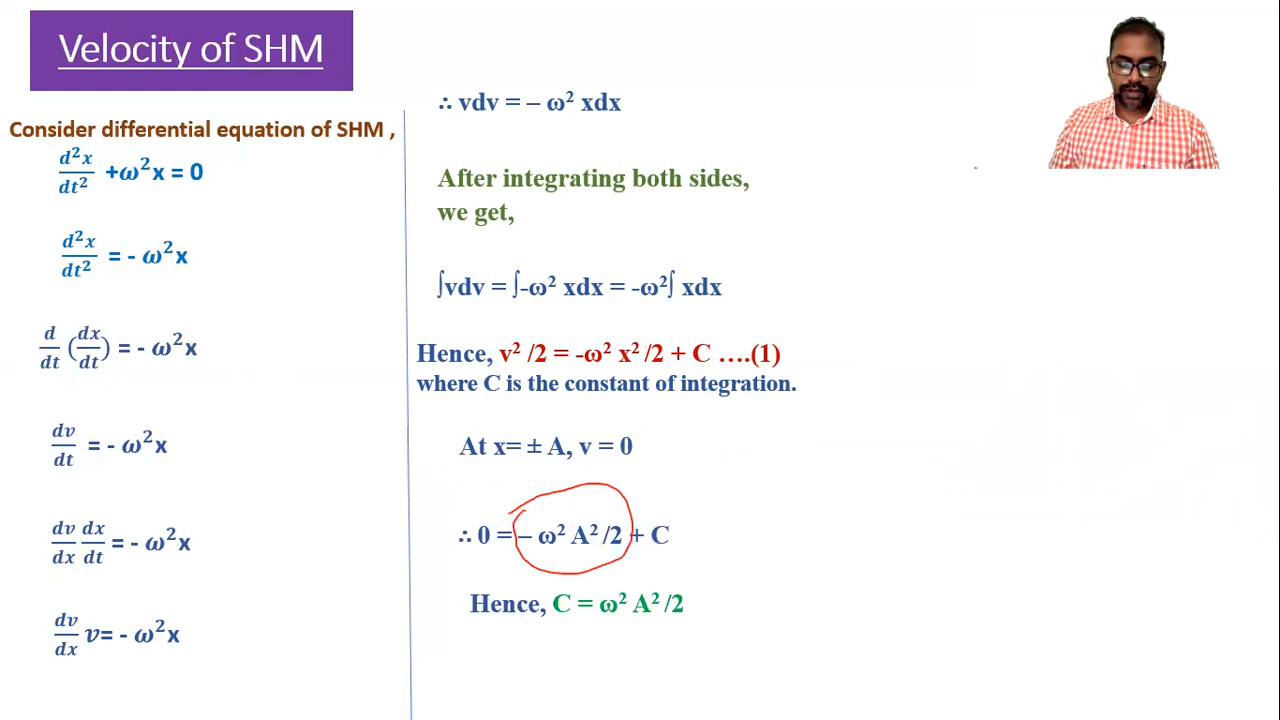 Velocity of SHM
Consider differential equation of SHM ,
d²x/dt² +ω²x = 0
d²x/dt² = - ω²x
d/dt (dx/dt) = - ω²x
dv/dt = - ω²x
dv/dx dx/dt = - ω²x
dv/dx v= - ω²x
∴ vdv = – ω² xdx
After integrating both sides,
we get,
∫vdv = ∫-ω² xdx = -ω²∫ xdx
Hence, v² /2 = -ω² x² /2 + C ….(1)
where C is the constant of integration.
At x= ± A, v = 0
∴ 0 = – ω² A² /2 + C
Hence, C = ω² A² /2